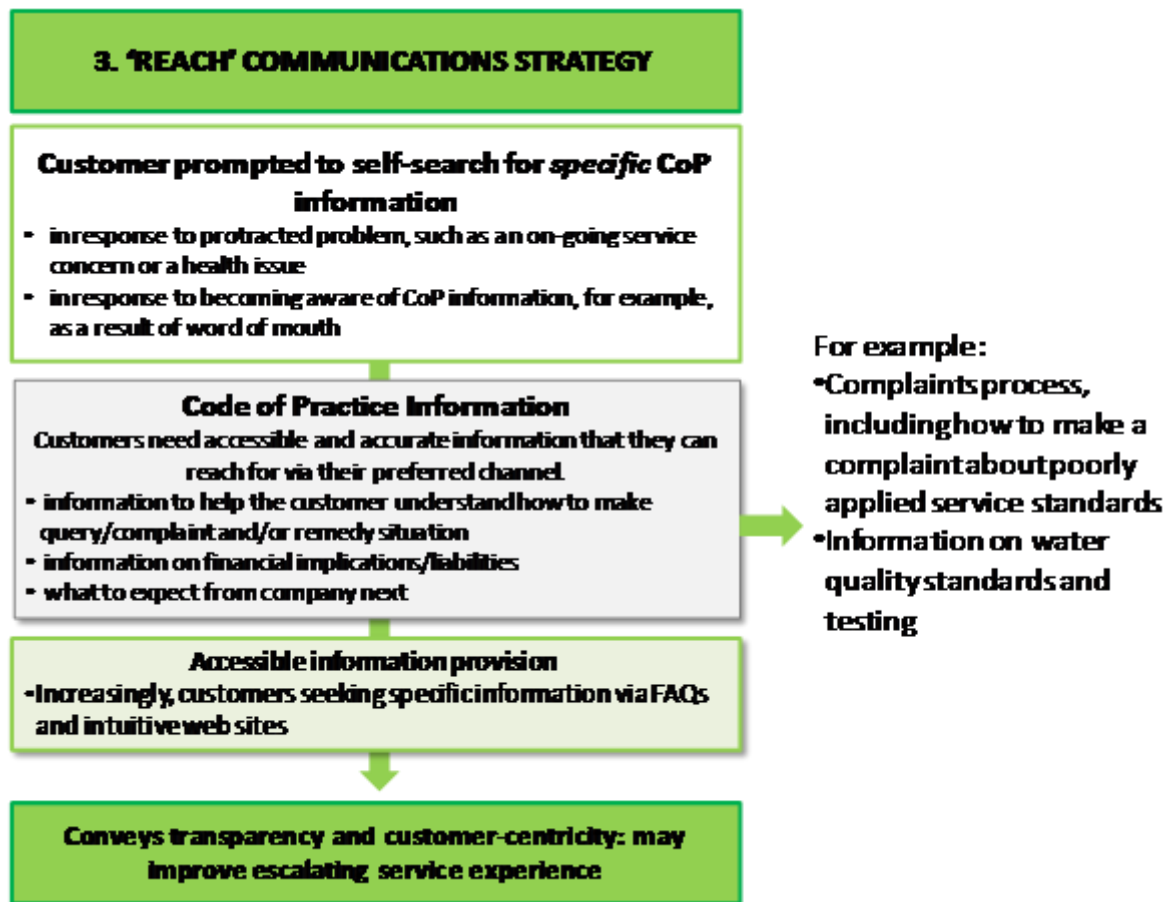 3. ‘REACH’ COMMUNICATIONS STRATEGY
Customer prompted to self-search for specific CoP
information
• in response to protracted problem, such as an on-going service
concern or a health issue
• in response to becoming aware of CoP information, for example,
as a result of word of mouth
Code of Practice Information
Customers need accessible and accurate information that they can
reach for via their preferred channel.
• information to help the customer understand how to make
query/complaint and/or remedy situation
• information on financial implications/liabilities
• what to expect from company next
For example:
•Complaints process,
including how to make a
complaint about poorly
applied service standards
•Information on water
quality standards and
testing
Accessible information provision
•Increasingly, customers seeking specific information via FAQs
and intuitive web sites
Conveys transparency and customer-centricity: may
improve escalating service experience